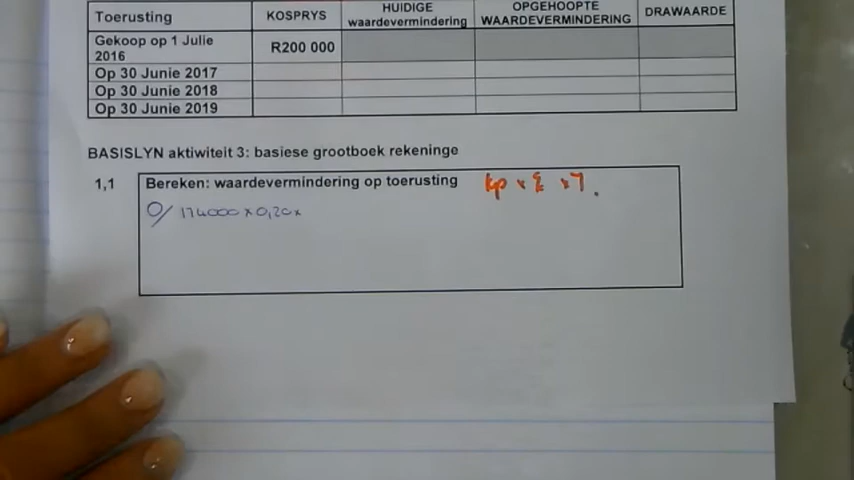 Toerusting KOSPRYS HUIDIGE waardevermindering OPGEHOOPTE WAARDEVERMINDERING DRAWAARDE
Gekoop op 1 Julie 2016 R200 000
Op 30 Junie 2017
Op 30 Junie 2018
Op 30 Junie 2019
BASISLYN aktiwiteit 3: basiese grootboek rekeninge
1,1 Bereken: waardevermindering op toerusting kp x % x T.
O/ 174000 x 0,20 x